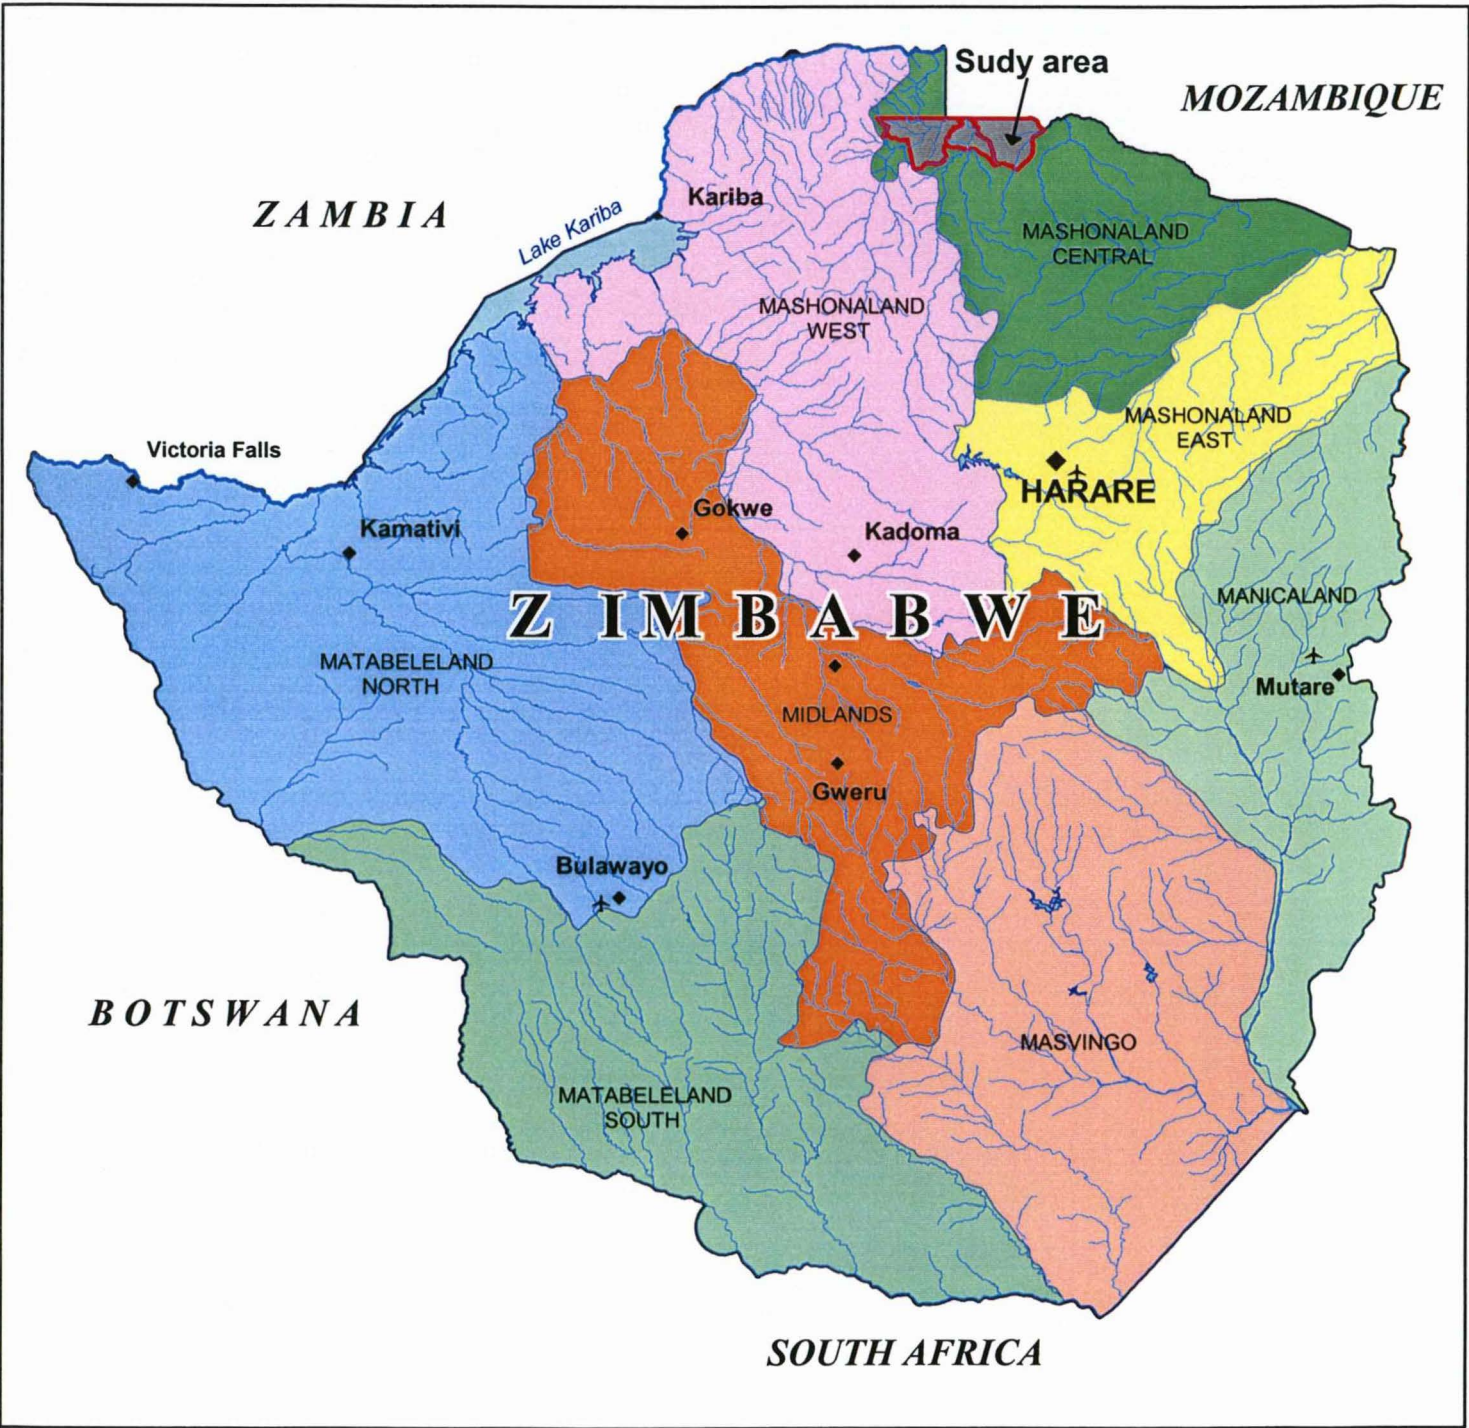 Sudy area
MOZAMBIQUE
ZAMBIA
Kariba
Lake Kariba
MASHONALAND
CENTRAL
MASHONALAND
WEST
MASHONALAND
EAST
Victoria Falls
HARARE
Gokwe
Kamativi
Kadoma
MANICALAND
ZIMBABWE
MATABELELAND
NORTH
Mutare
MIDLANDS
Gweru
Bulawayo
BOTSWANA
MASVINGO
MATABELELAND
SOUTH
SOUTH AFRICA